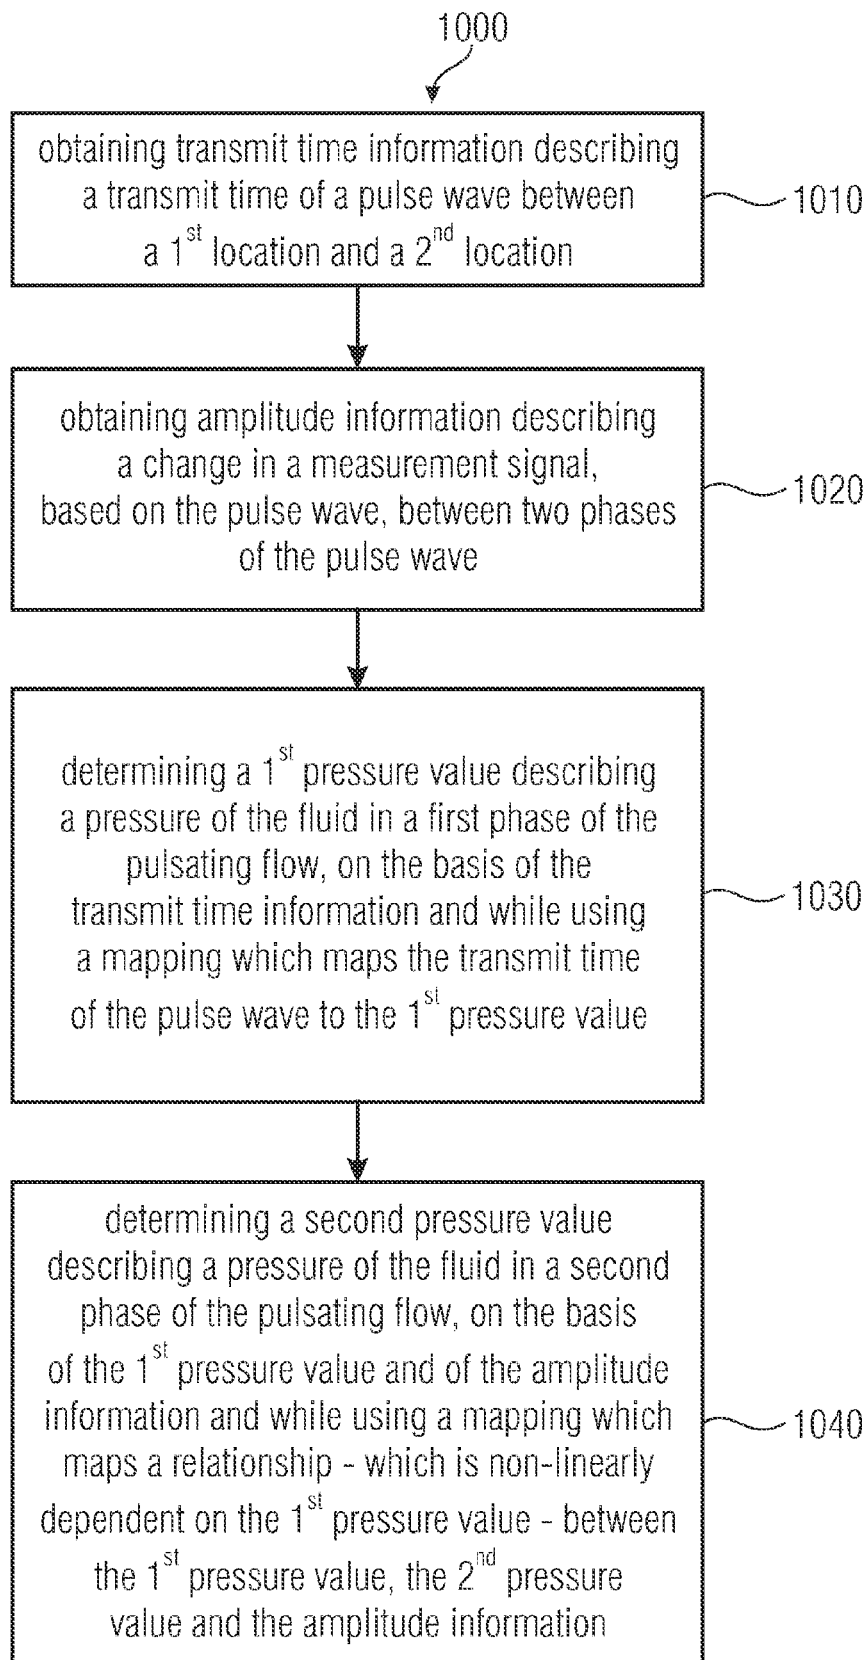 1000
obtaining transmit time information describing
a transmit time of a pulse wave between
a 1st location and a 2nd location
1010
obtaining amplitude information describing
a change in a measurement signal,
based on the pulse wave, between two phases
of the pulse wave
1020
determining a 1st pressure value describing
a pressure of the fluid in a first phase of the
pulsating flow, on the basis of the
transmit time information and while using
a mapping which maps the transmit time
of the pulse wave to the 1st pressure value
1030
determining a second pressure value
describing a pressure of the fluid in a second
phase of the pulsating flow, on the basis
of the 1st pressure value and of the amplitude
information and while using a mapping which
maps a relationship - which is non-linearly
dependent on the 1st pressure value - between
the 1st pressure value, the 2nd pressure
value and the amplitude information
1040